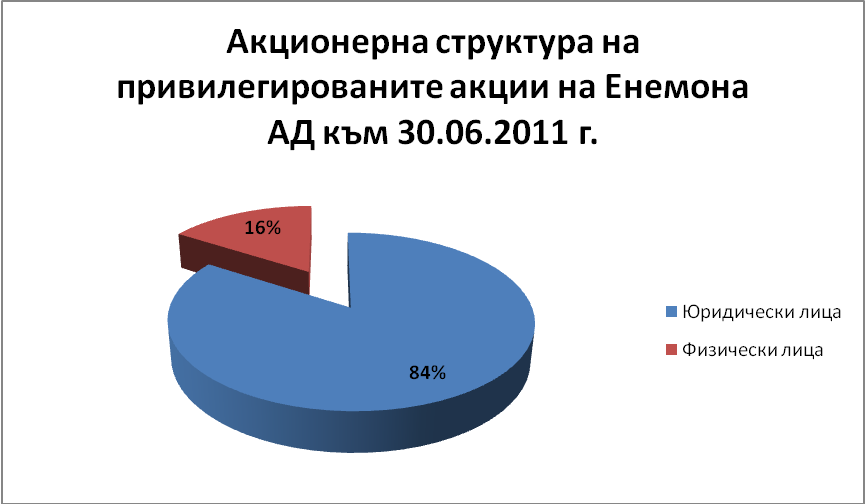 Акционерна структура на
привилегированите акции на Енемона
АД към 30.06.2011 г.
16%
84%
Юридически лица
Физически лица